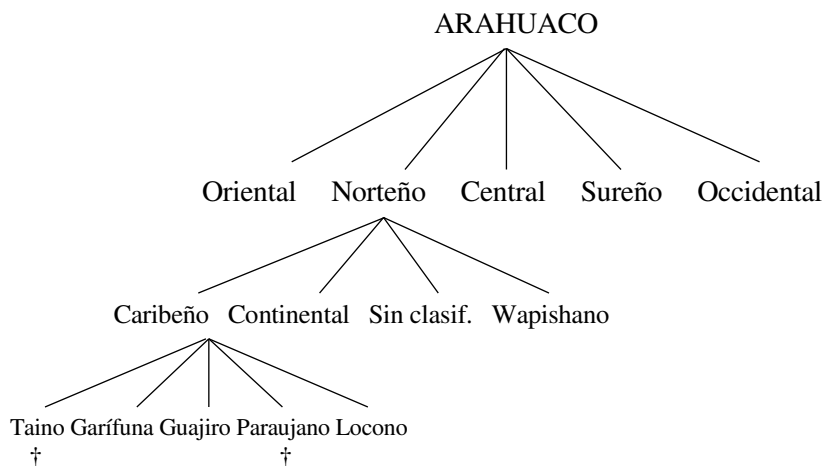 ARAHUACO
Oriental Norteño Central Sureño Occidental
Caribeño Continental Sin clasif. Wapishano
Taino Garífuna Guajiro Paraujano Locono
† †